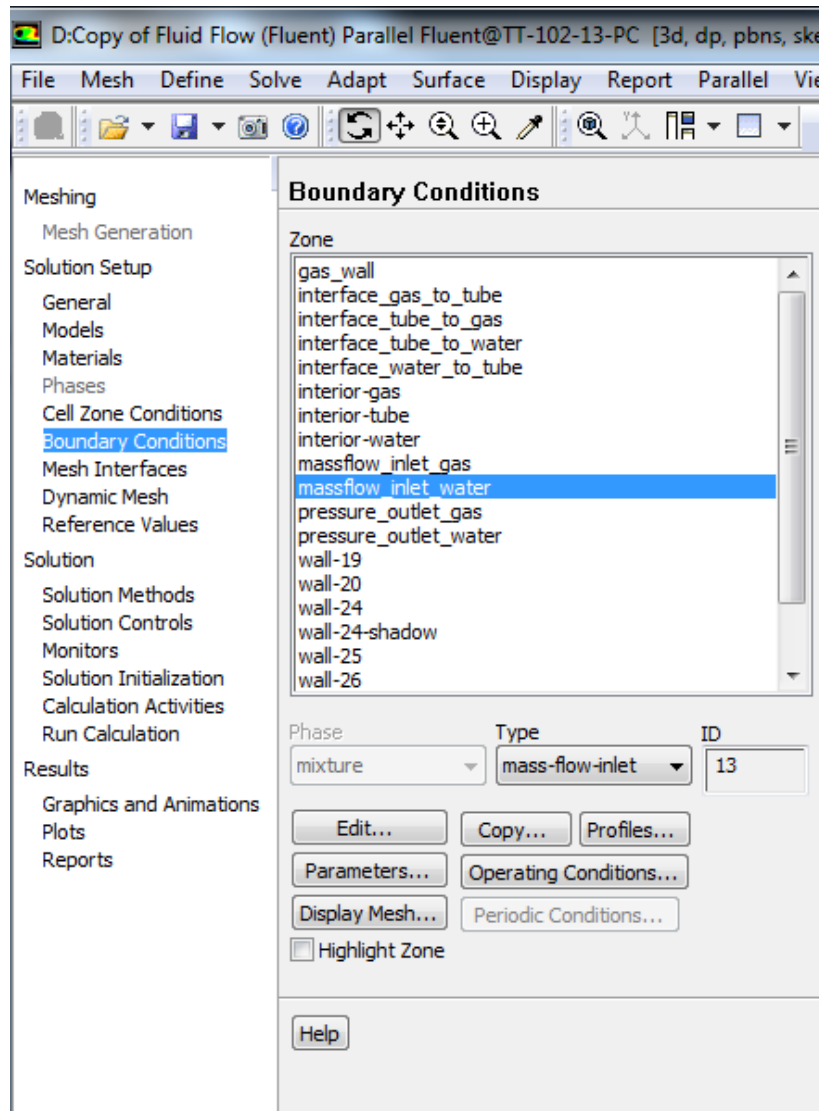 D:Copy of Fluid Flow (Fluent) Parallel Fluent@TT-102-13-PC [3d, dp, pbns, ske
File Mesh Define Solve Adapt Surface Display Report Parallel Vie
Meshing
Mesh Generation
Solution Setup
General
Models
Materials
Phases
Cell Zone Conditions
Boundary Conditions
Mesh Interfaces
Dynamic Mesh
Reference Values
Solution
Solution Methods
Solution Controls
Monitors
Solution Initialization
Calculation Activities
Run Calculation
Results
Graphics and Animations
Plots
Reports
Boundary Conditions
Zone
gas_wall
interface_gas_to_tube
interface_tube_to_gas
interface_tube_to_water
interface_water_to_tube
interior-gas
interior-tube
interior-water
massflow_inlet_gas
massflow_inlet_water
pressure_outlet_gas
pressure_outlet_water
wall-19
wall-20
wall-24
wall-24-shadow
wall-25
wall-26
Phase Type ID
mixture mass-flow-inlet 13
Edit... Copy... Profiles...
Parameters... Operating Conditions...
Display Mesh... Periodic Conditions...
Highlight Zone
Help